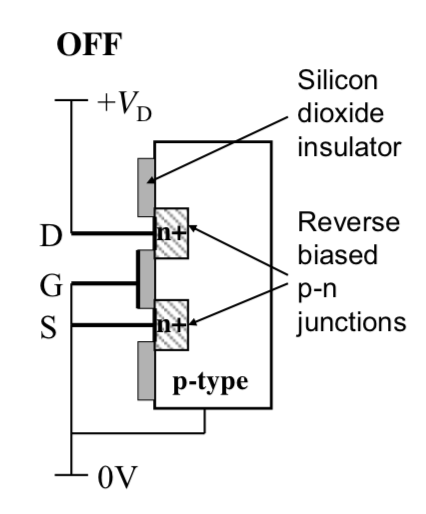 OFF
+VD
Silicon
dioxide
insulator
D
n+
Reverse
biased
p-n
junctions
G
S
n+
p-type
0V